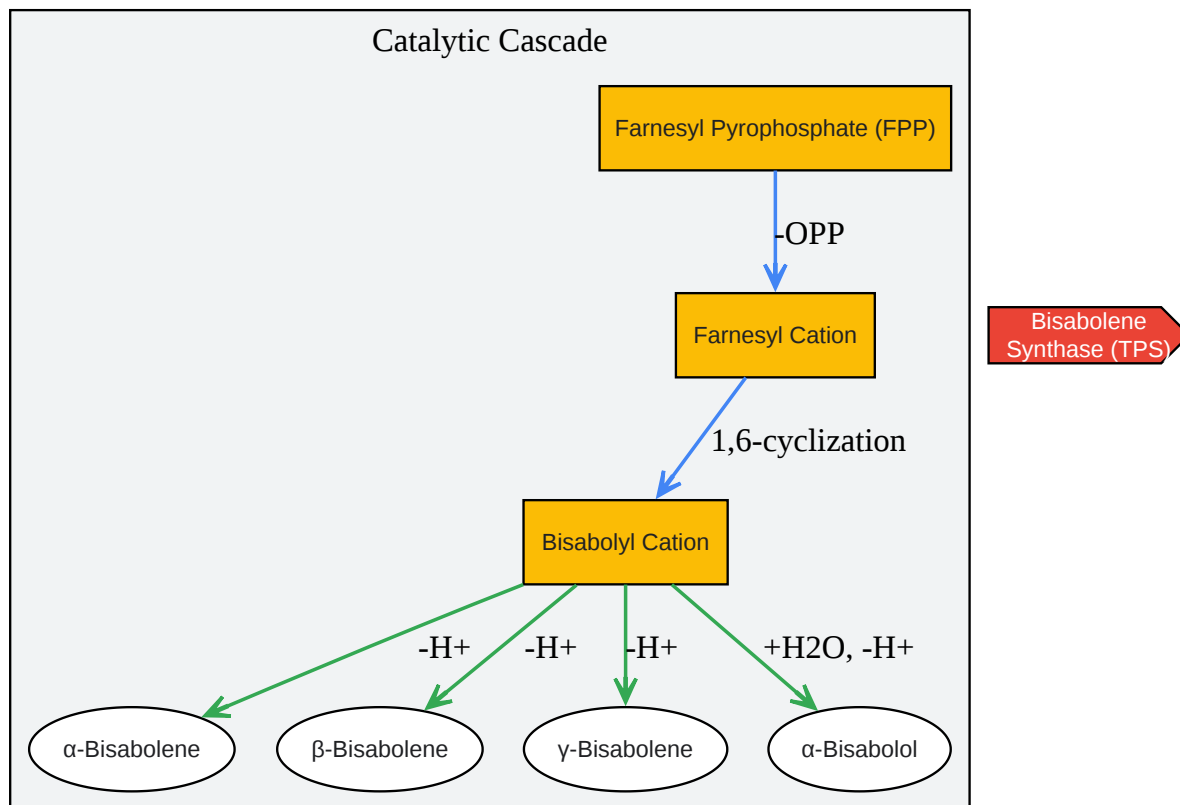 Catalytic Cascade
Farnesyl Pyrophosphate (FPP)
-OPP
Farnesyl Cation
Bisabolene
Synthase (TPS)
1,6-cyclization
Bisabolyl Cation
-H+
-H+
-H+
+H2O, -H+
α-Bisabolene
β-Bisabolene
γ-Bisabolene
α-Bisabolol